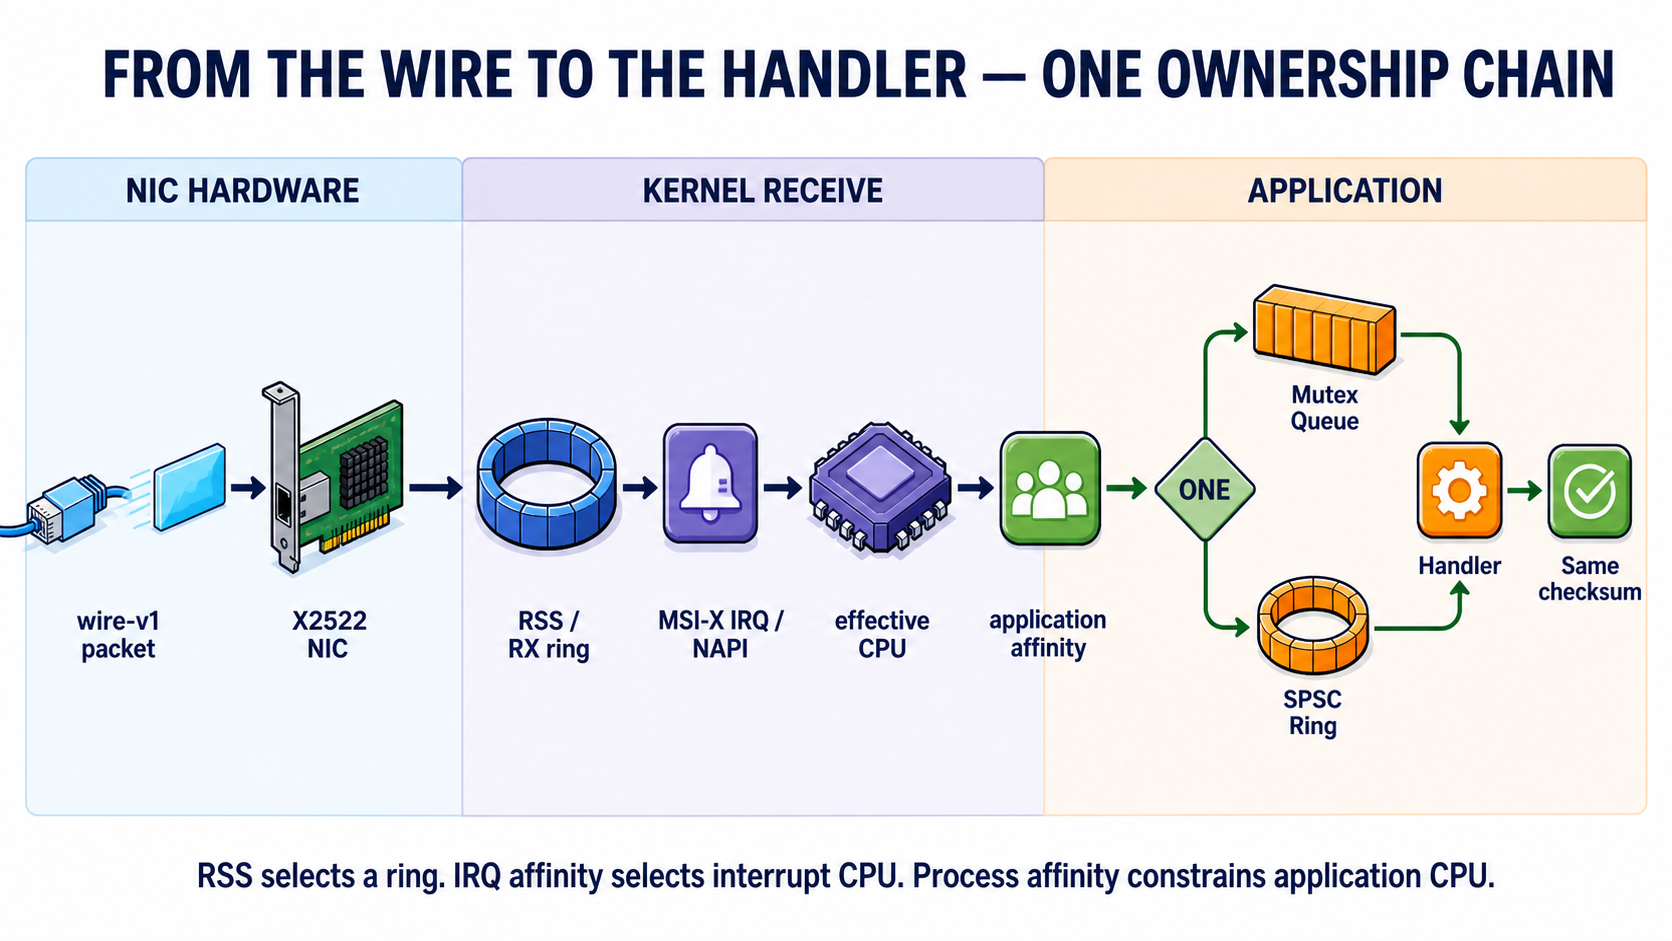 FROM THE WIRE TO THE HANDLER — ONE OWNERSHIP CHAIN
NIC HARDWARE
KERNEL RECEIVE
APPLICATION
wire-v1
packet
X2522
NIC
RSS /
RX ring
MSI-X IRQ /
NAPI
effective
CPU
application
affinity
ONE
Mutex
Queue
SPSC
Ring
Handler
Same
checksum
RSS selects a ring. IRQ affinity selects interrupt CPU. Process affinity constrains application CPU.